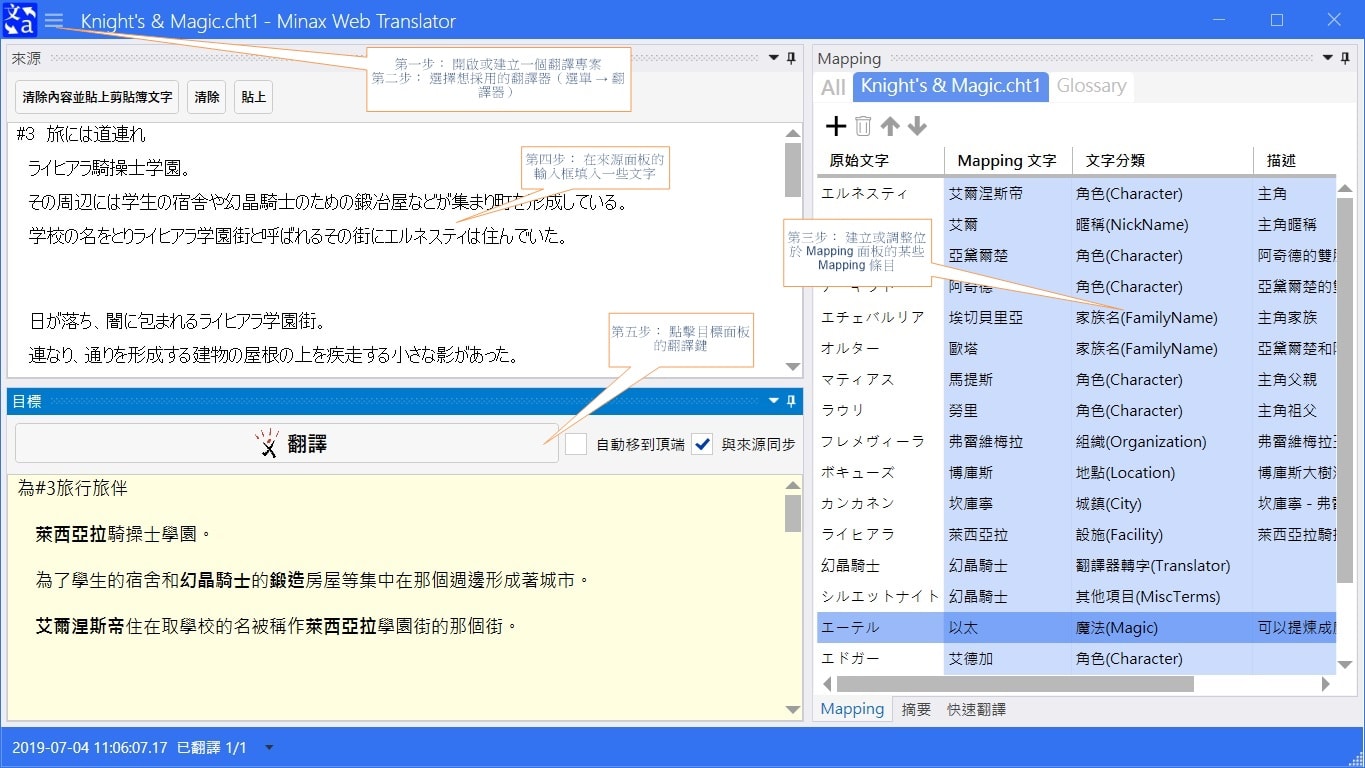 Knight's & Magic.cht1 - Minax Web Translator
來源
第一步： 開啟或建立一個翻譯專案
第二步： 選擇想採用的翻譯器（選單 → 翻
譯器）
清除內容並貼上剪貼簿文字 清除 貼上
#3 旅には道連れ
ライヒアラ騎操士学園。
その周辺には学生の宿舎や幻晶騎士のための鍛冶屋などが集まり町を形成している。
学校の名をとりライヒアラ学園街と呼ばれるその街にエルネスティは住んでいた。
日が落ち、闇に包まれるライヒアラ学園街。
連なり、通りを形成する建物の屋根の上を疾走する小さな影があった。
第四步： 在來源面板的
輸入框填入一些文字
第五步： 點擊目標面板
的翻譯鍵
目標
翻譯 自動移到頂端 與來源同步
為#3旅行旅伴
萊西亞拉騎操士學園。
為了學生的宿舍和幻晶騎士的鍛造房屋等集中在那個週邊形成著城市。
艾爾涅斯帝住在取學校的名被稱作萊西亞拉學園街的那個街。
Mapping
All Knight's & Magic.cht1 Glossary
原始文字 Mapping 文字 文字分類 描述
エルネスティ 艾爾涅斯帝 角色(Character) 主角
艾爾 暱稱(NickName) 主角暱稱
亞黛爾楚 角色(Character) 阿奇德的雙
阿奇德 角色(Character) 亞黛爾楚的
第三步： 建立或調整位
於 Mapping 面板的某些
Mapping 條目
エチェバルリア 埃切貝里亞 家族名(FamilyName) 主角家族
オルター 歐塔 家族名(FamilyName) 亞黛爾楚和
マティアス 馬提斯 角色(Character) 主角父親
ラウリ 勞里 角色(Character) 主角祖父
フレメヴィーラ 弗雷維梅拉 組織(Organization) 弗雷維梅拉
ボキューズ 博庫斯 地點(Location) 博庫斯大樹
カンカネン 坎庫寧 城鎮(City) 坎庫寧 - 弗
ライヒアラ 萊西亞拉 設施(Facility) 萊西亞拉騎
幻晶騎士 幻晶騎士 翻譯器轉字(Translator)
シルエットナイト 幻晶騎士 其他項目(MiscTerms)
エーテル 以太 魔法(Magic) 可以提煉成
エドガー 艾德加 角色(Character)
Mapping 摘要 快速翻譯
2019-07-04 11:06:07.17 已翻譯 1/1